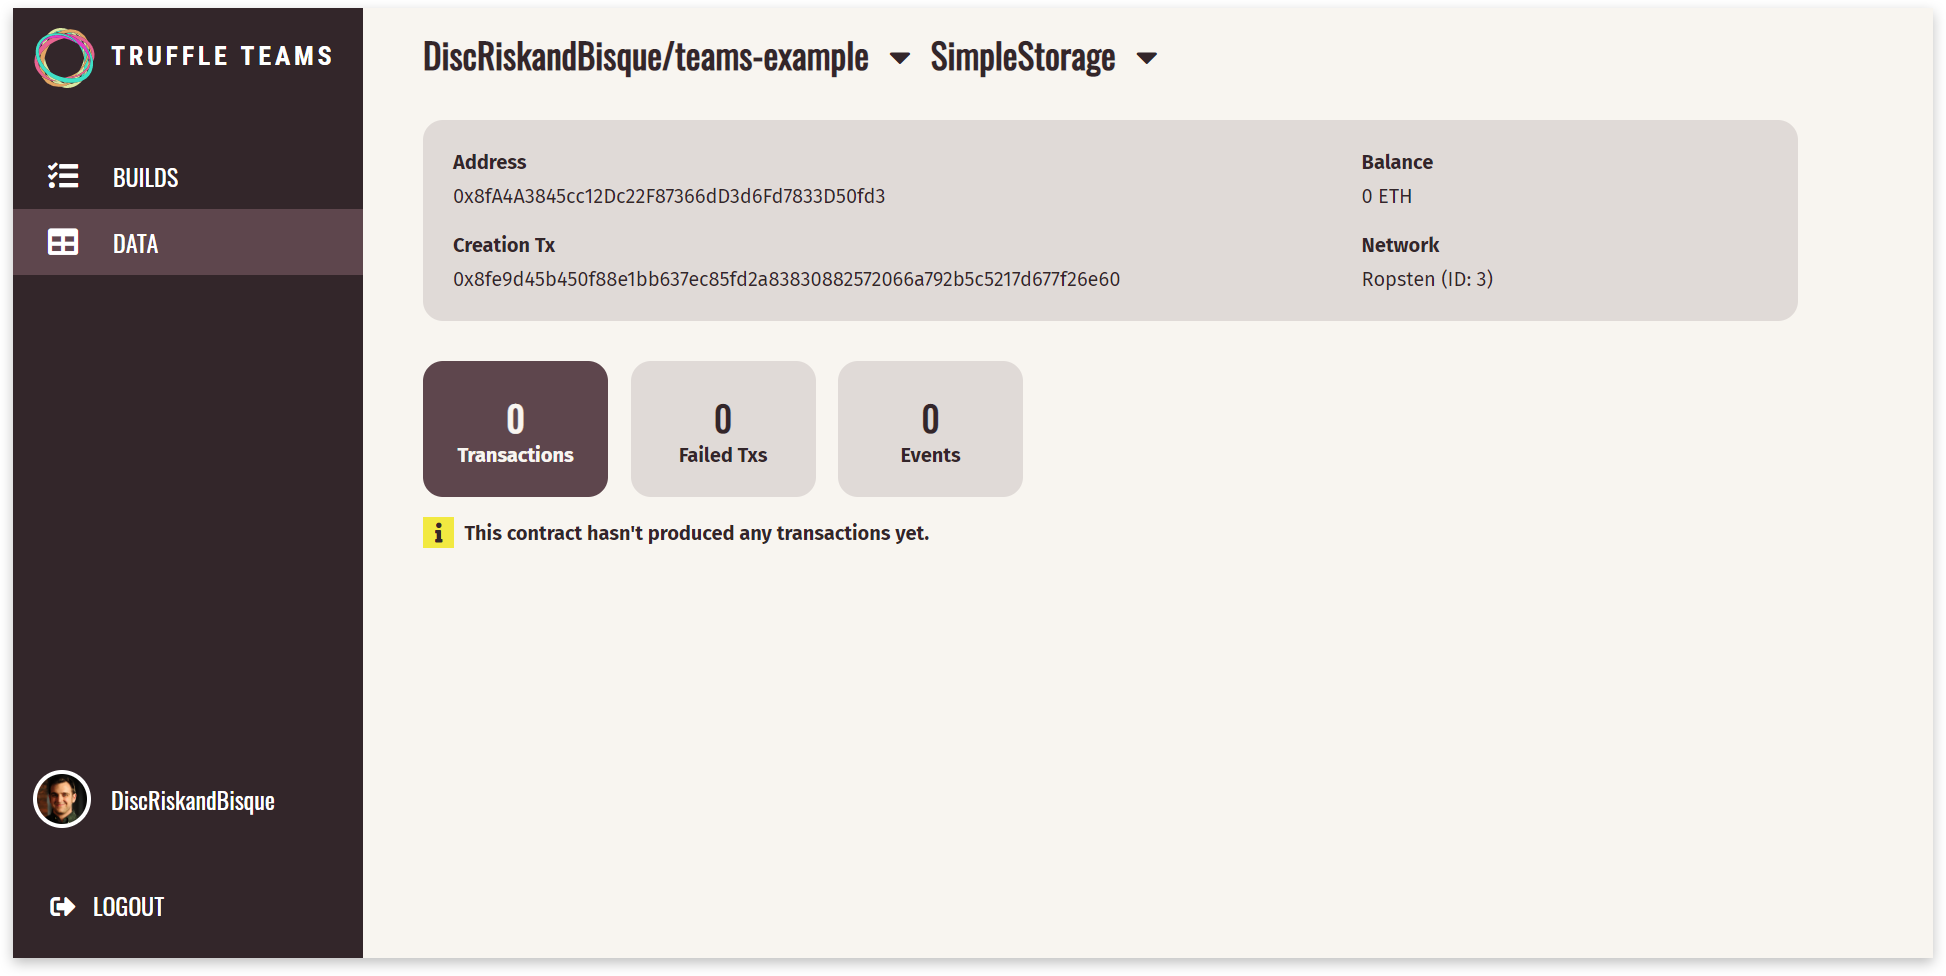 TRUFFLE TEAMS
BUILDS
DATA
DiscRiskandBisque
LOGOUT
DiscRiskandBisque/teams-example SimpleStorage
Address
0x8fA4A3845cc12Dc22F87366dD3d6Fd7833D50fd3
Balance
0 ETH
Creation Tx
0x8fe9d45b450f88e1bb637ec85fd2a83830882572066a792b5c5217d677f26e60
Network
Ropsten (ID: 3)
0
Transactions
0
Failed Txs
0
Events
This contract hasn't produced any transactions yet.